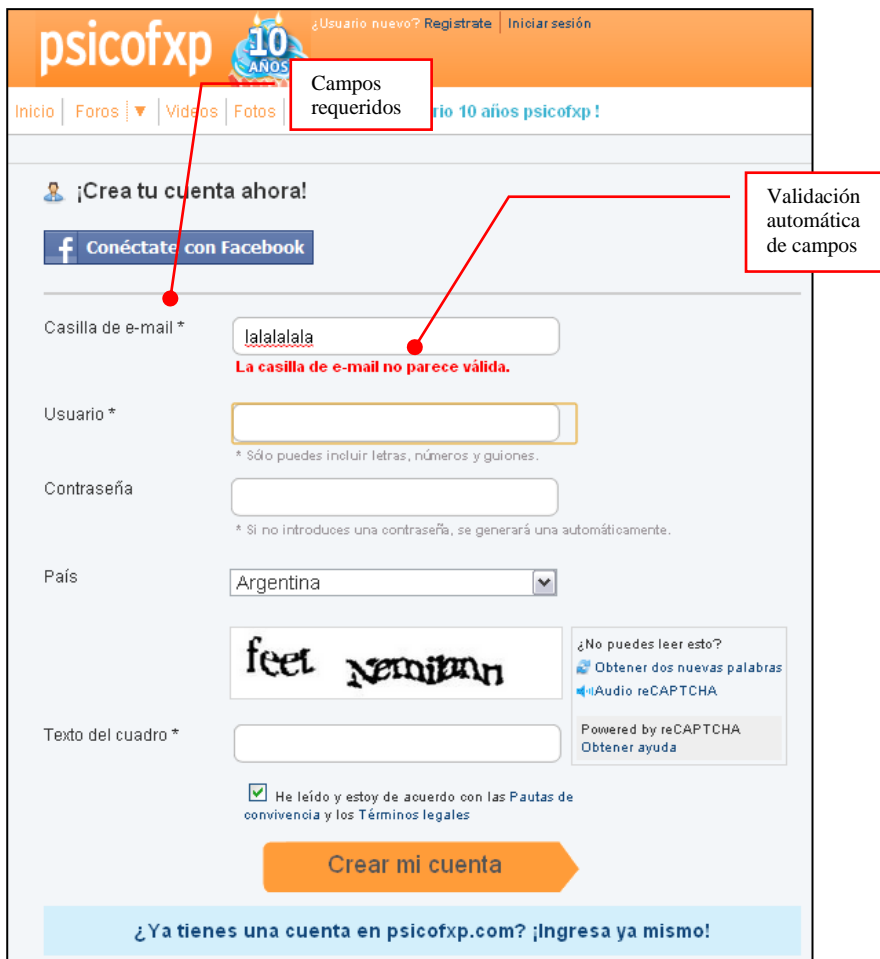 psicofxp
10
AÑOS
¿Usuario nuevo? Registrate | Iniciar sesión
Campos
requeridos
Inicio | Foros | ▼ | Videos | Fotos
rio 10 años psicofxp !
¡Crea tu cuenta ahora!
Validación
automática
de campos
f Conéctate con Facebook
Casilla de e-mail *
lalalalala
La casilla de e-mail no parece válida.
Usuario *
* Sólo puedes incluir letras, números y guiones.
Contraseña
* Si no introduces una contraseña, se generará una automáticamente.
País
Argentina
feet
¿No puedes leer esto?
Obtener dos nuevas palabras
Audio reCAPTCHA
Texto del cuadro *
Powered by reCAPTCHA
Obtener ayuda
He leído y estoy de acuerdo con las Pautas de
convivencia y los Términos legales
Crear mi cuenta
¿Ya tienes una cuenta en psicofxp.com? ¡Ingresa ya mismo!